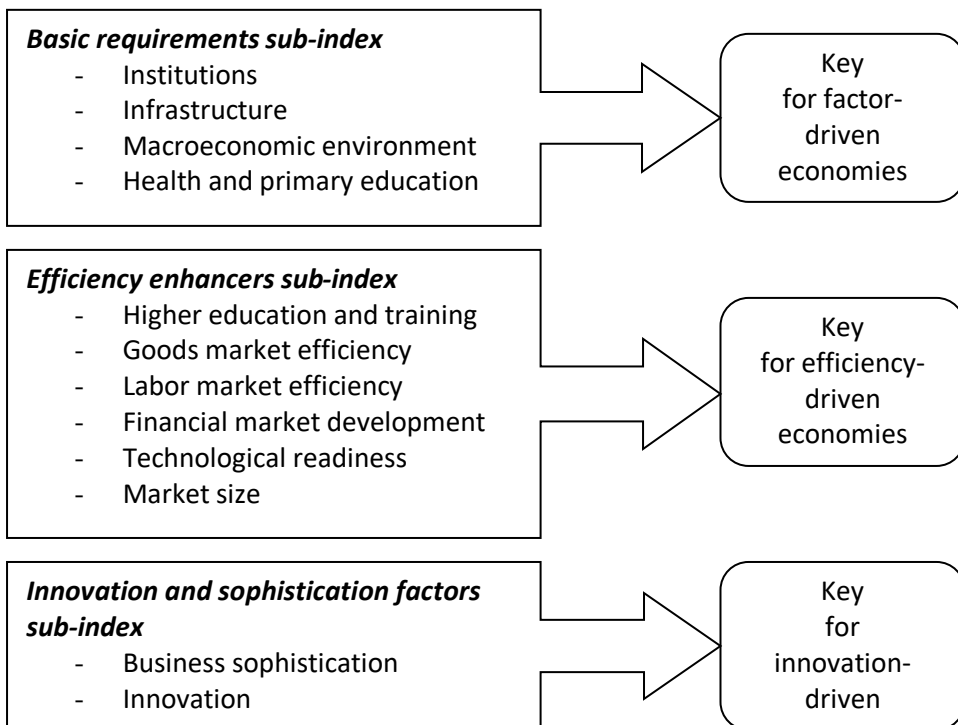 Basic requirements sub-index
- Institutions
- Infrastructure
- Macroeconomic environment
- Health and primary education
Key
for factor-
driven
economies
Efficiency enhancers sub-index
- Higher education and training
- Goods market efficiency
- Labor market efficiency
- Financial market development
- Technological readiness
- Market size
Key
for efficiency-
driven
economies
Innovation and sophistication factors
sub-index
- Business sophistication
- Innovation
Key
for
innovation-
driven